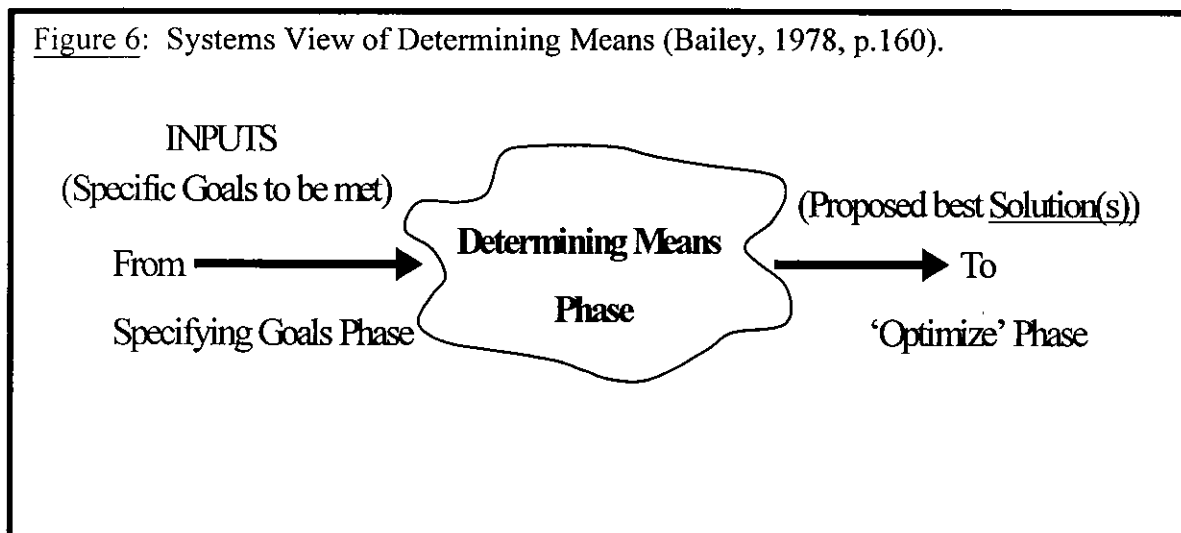 Figure 6: Systems View of Determining Means (Bailey, 1978, p.160).
INPUTS
(Specific Goals to be met)
From
Specifying Goals Phase
Determining Means
Phase
(Proposed best Solution(s))
To
‘Optimize’ Phase